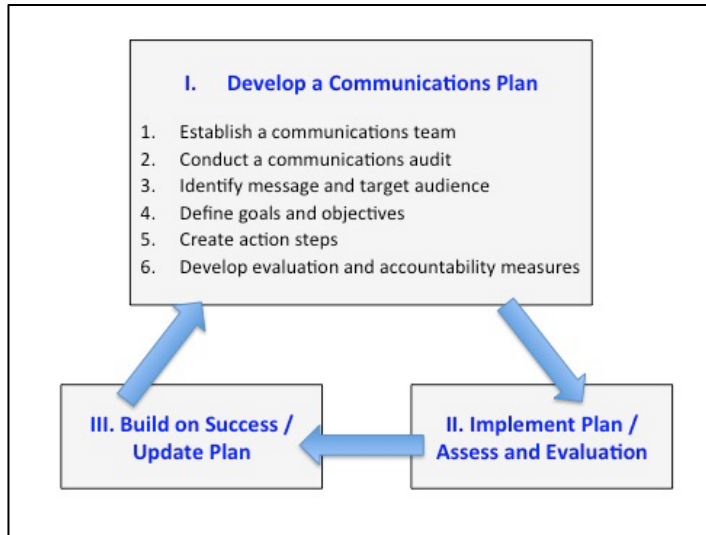 I. Develop a Communications Plan
1. Establish a communications team
2. Conduct a communications audit
3. Identify message and target audience
4. Define goals and objectives
5. Create action steps
6. Develop evaluation and accountability measures
III. Build on Success /
Update Plan
II. Implement Plan /
Assess and Evaluation